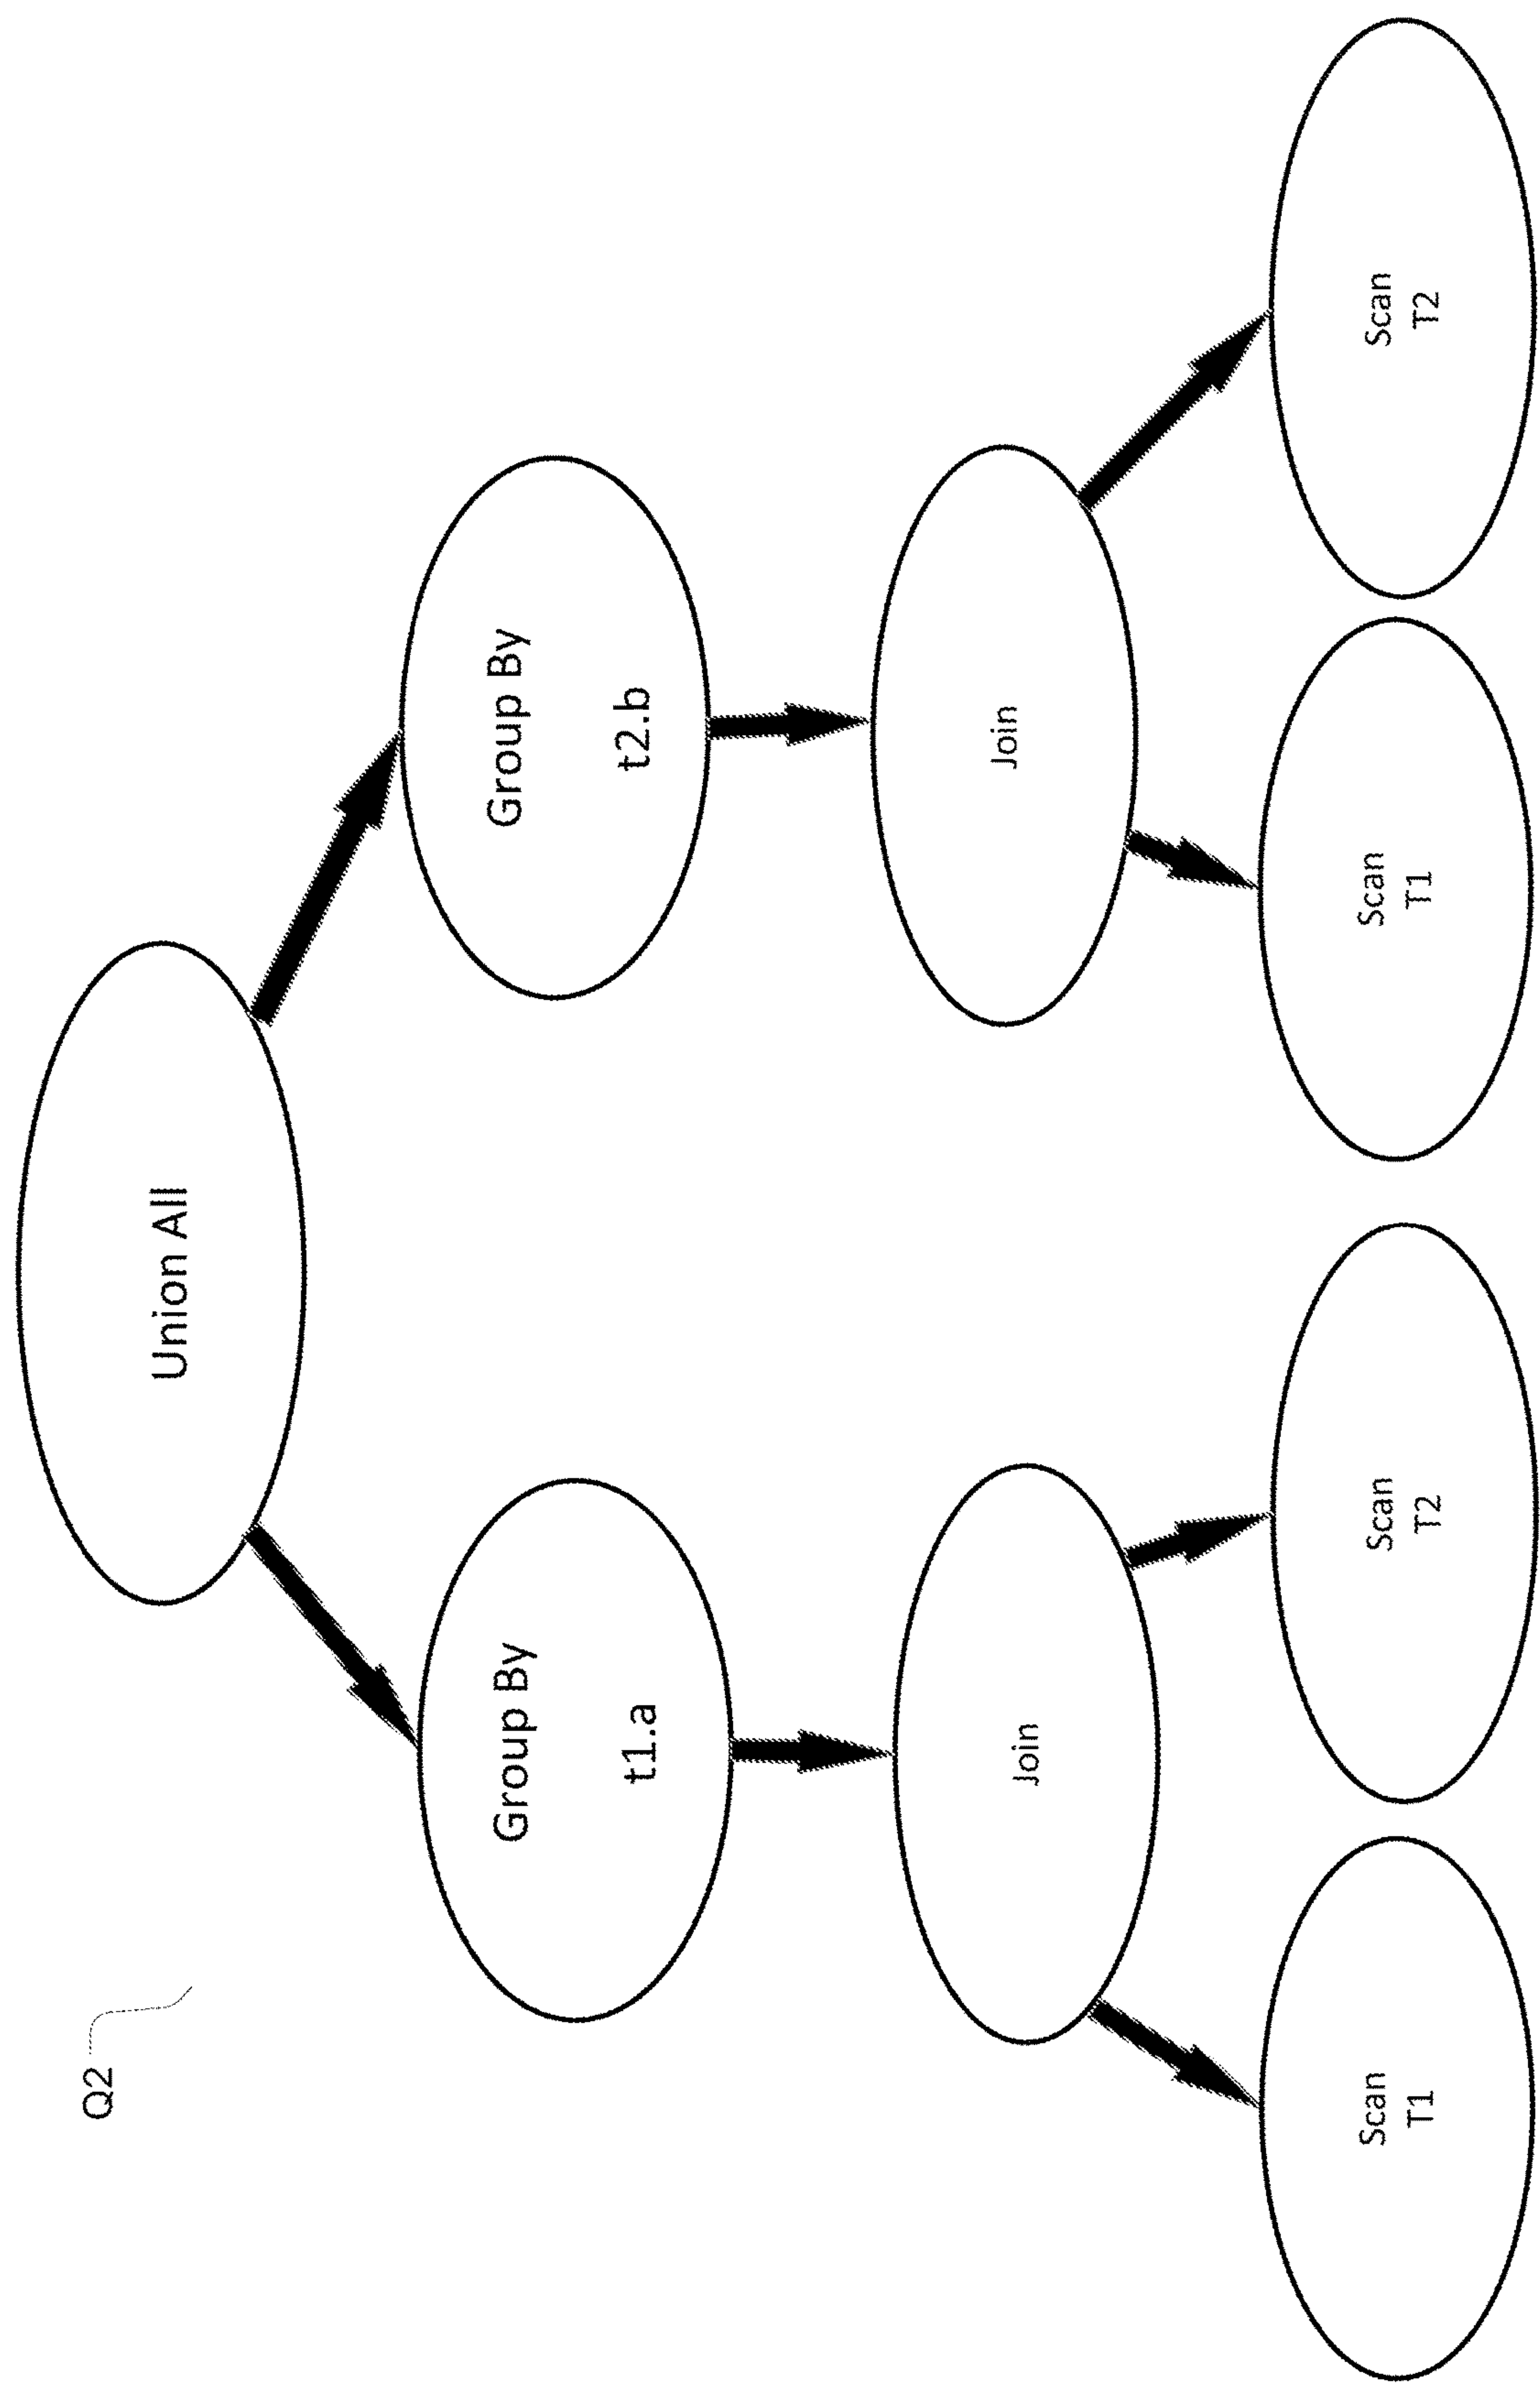 Q2
Union All
Group By
t1.a
Group By
t2.b
Join
Join
Scan
T1
Scan
T2
Scan
T1
Scan
T2